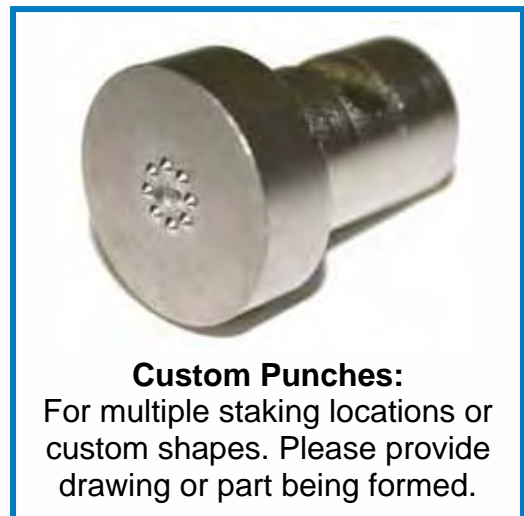 Custom Punches:
For multiple staking locations or
custom shapes. Please provide
drawing or part being formed.